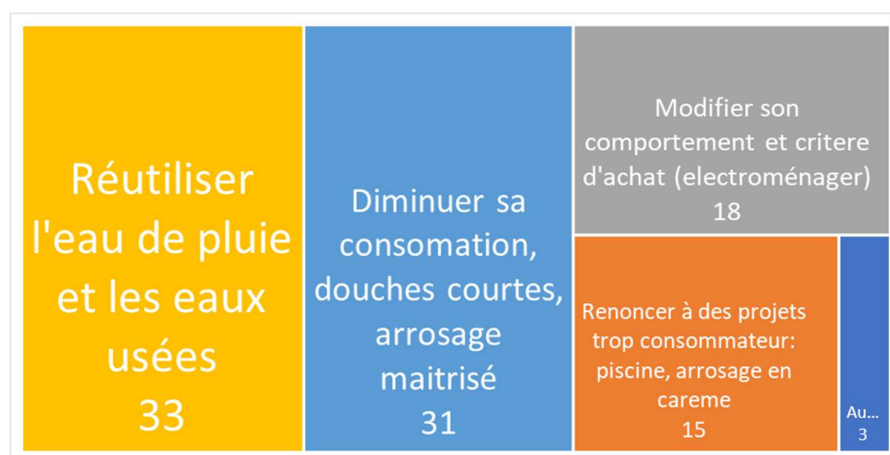 Réutiliser
l'eau de pluie
et les eaux
usées
33
Diminuer sa
consomation,
douches courtes,
arrosage
maitrisé
31
Modifier son
comportement et critere
d'achat (electroménager)
18
Renoncer à des projets
trop consommateur:
piscine, arrosage en
careme
15
Au...
3